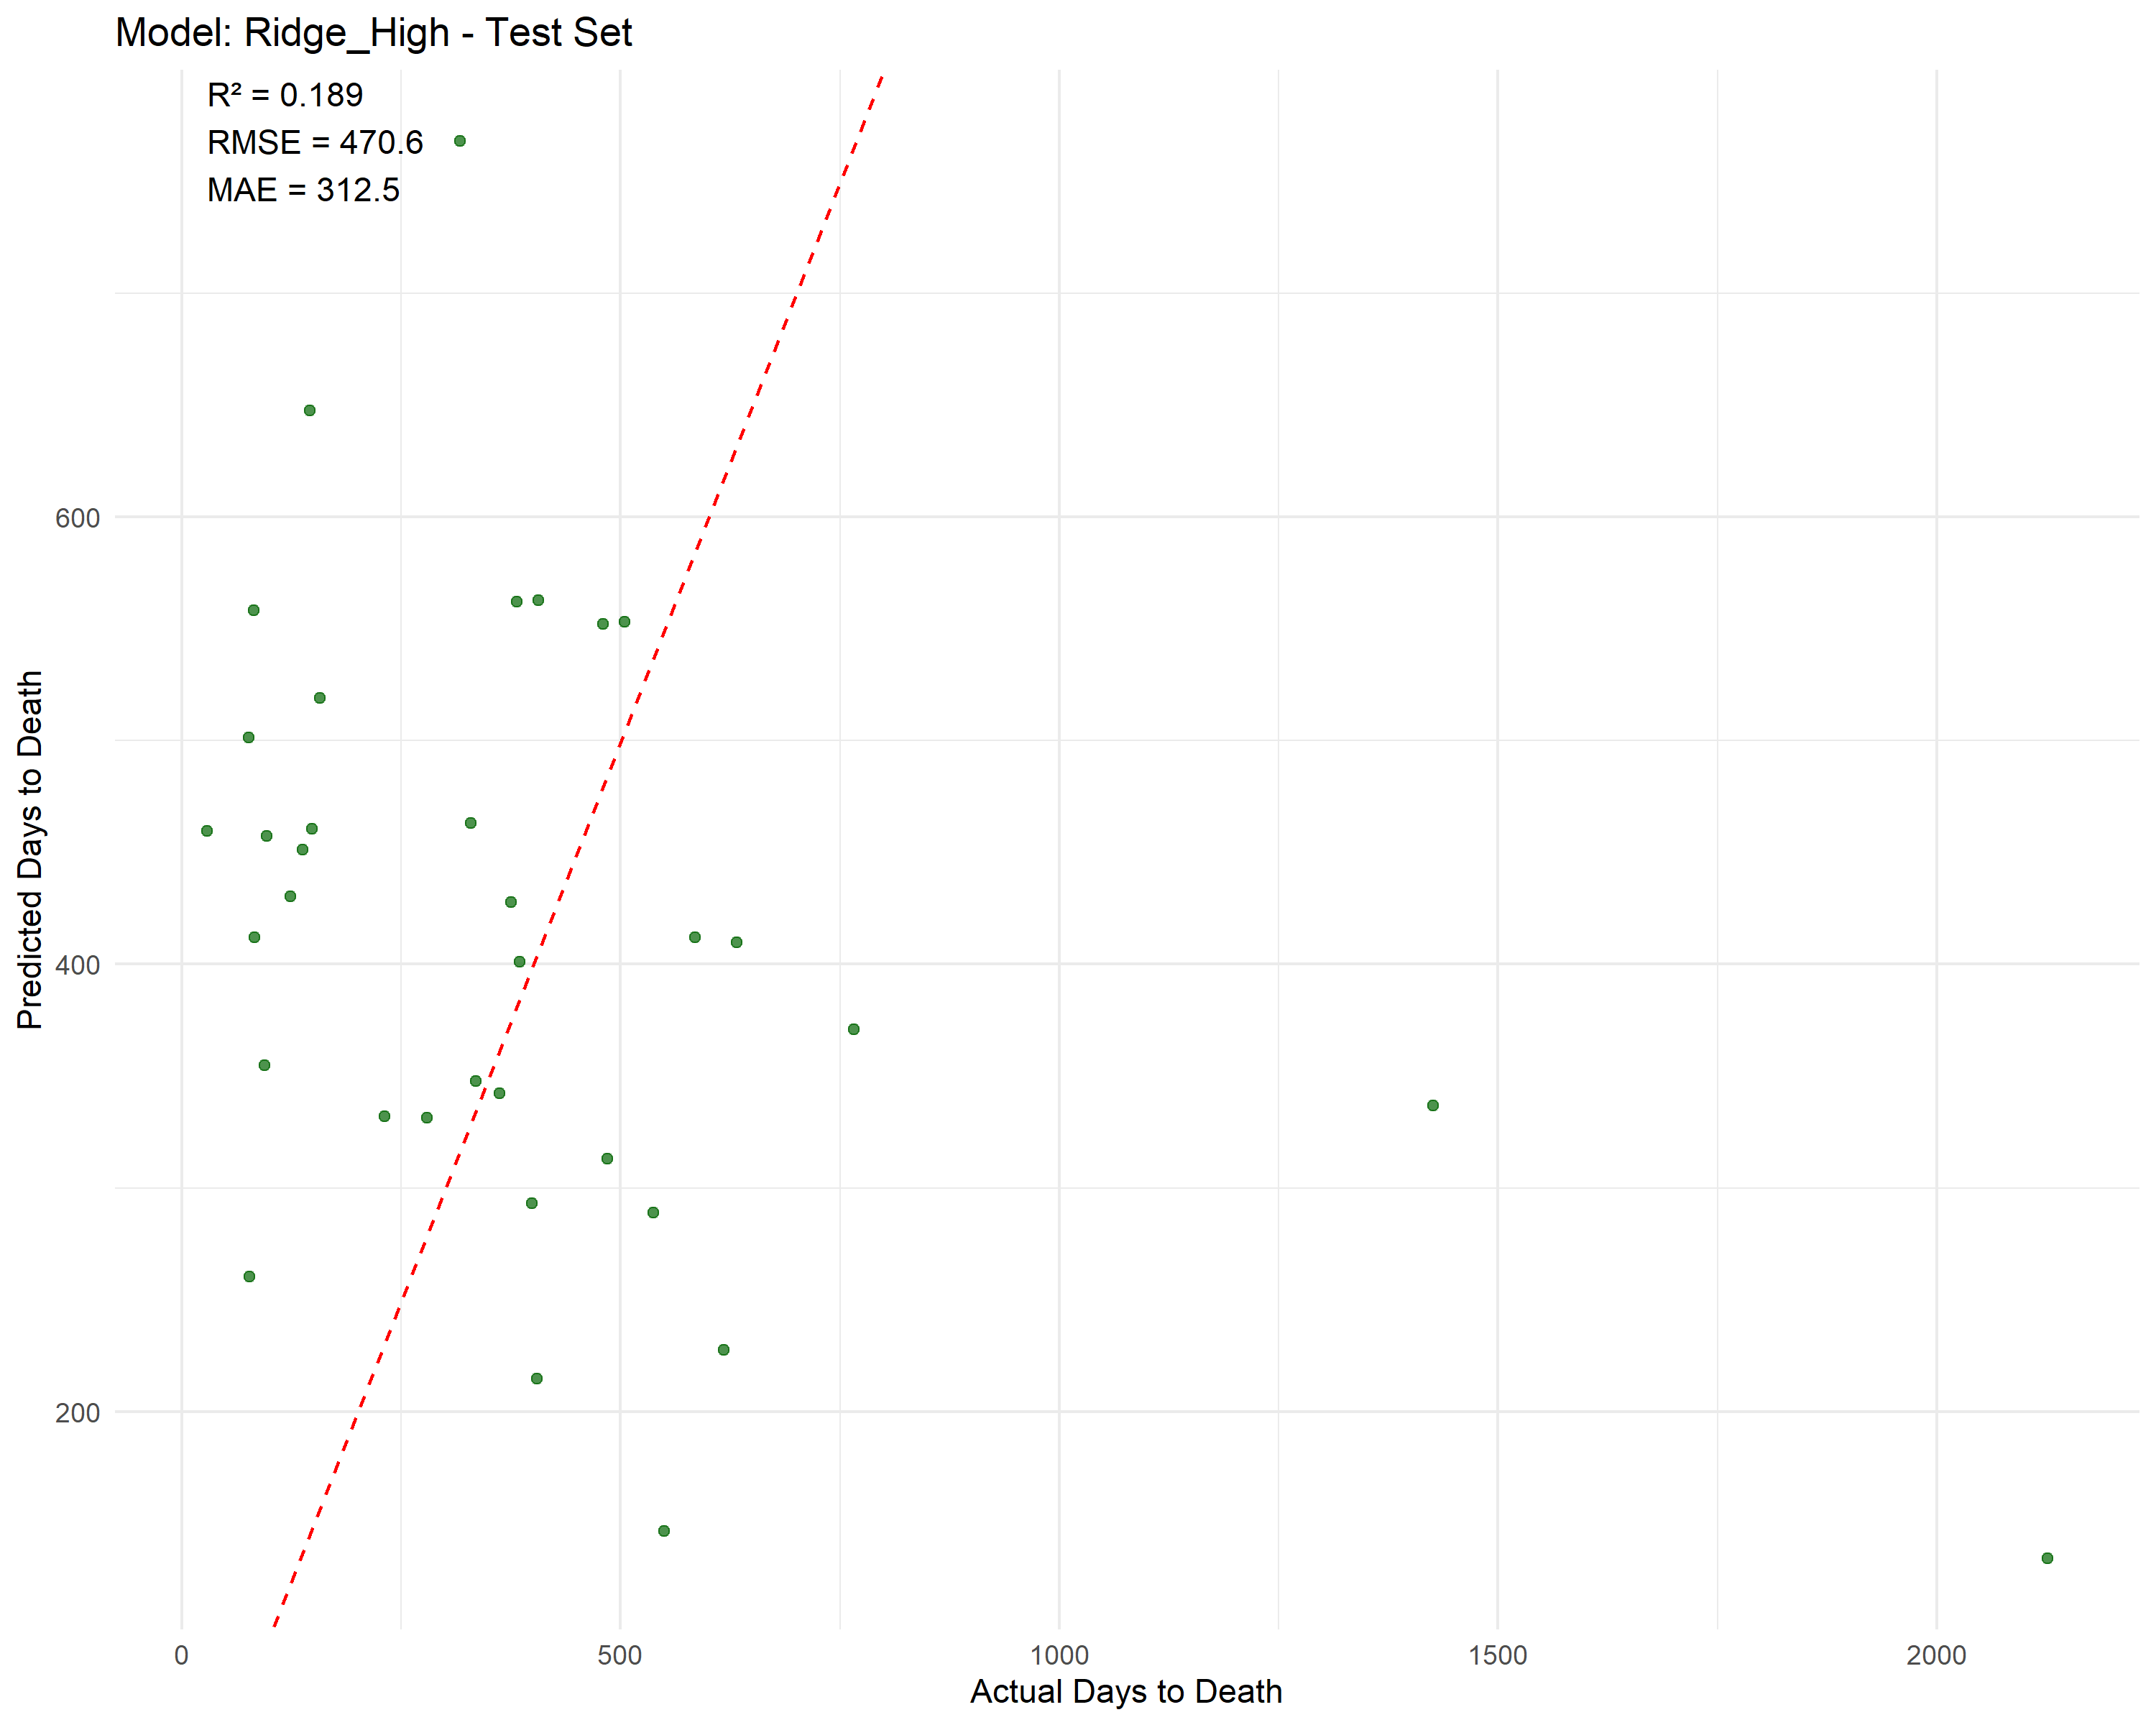 Model: Ridge_High - Test Set
R² = 0.189
RMSE = 470.6
MAE = 312.5
Predicted Days to Death
600
400
200
0 500 1000 1500 2000
Actual Days to Death